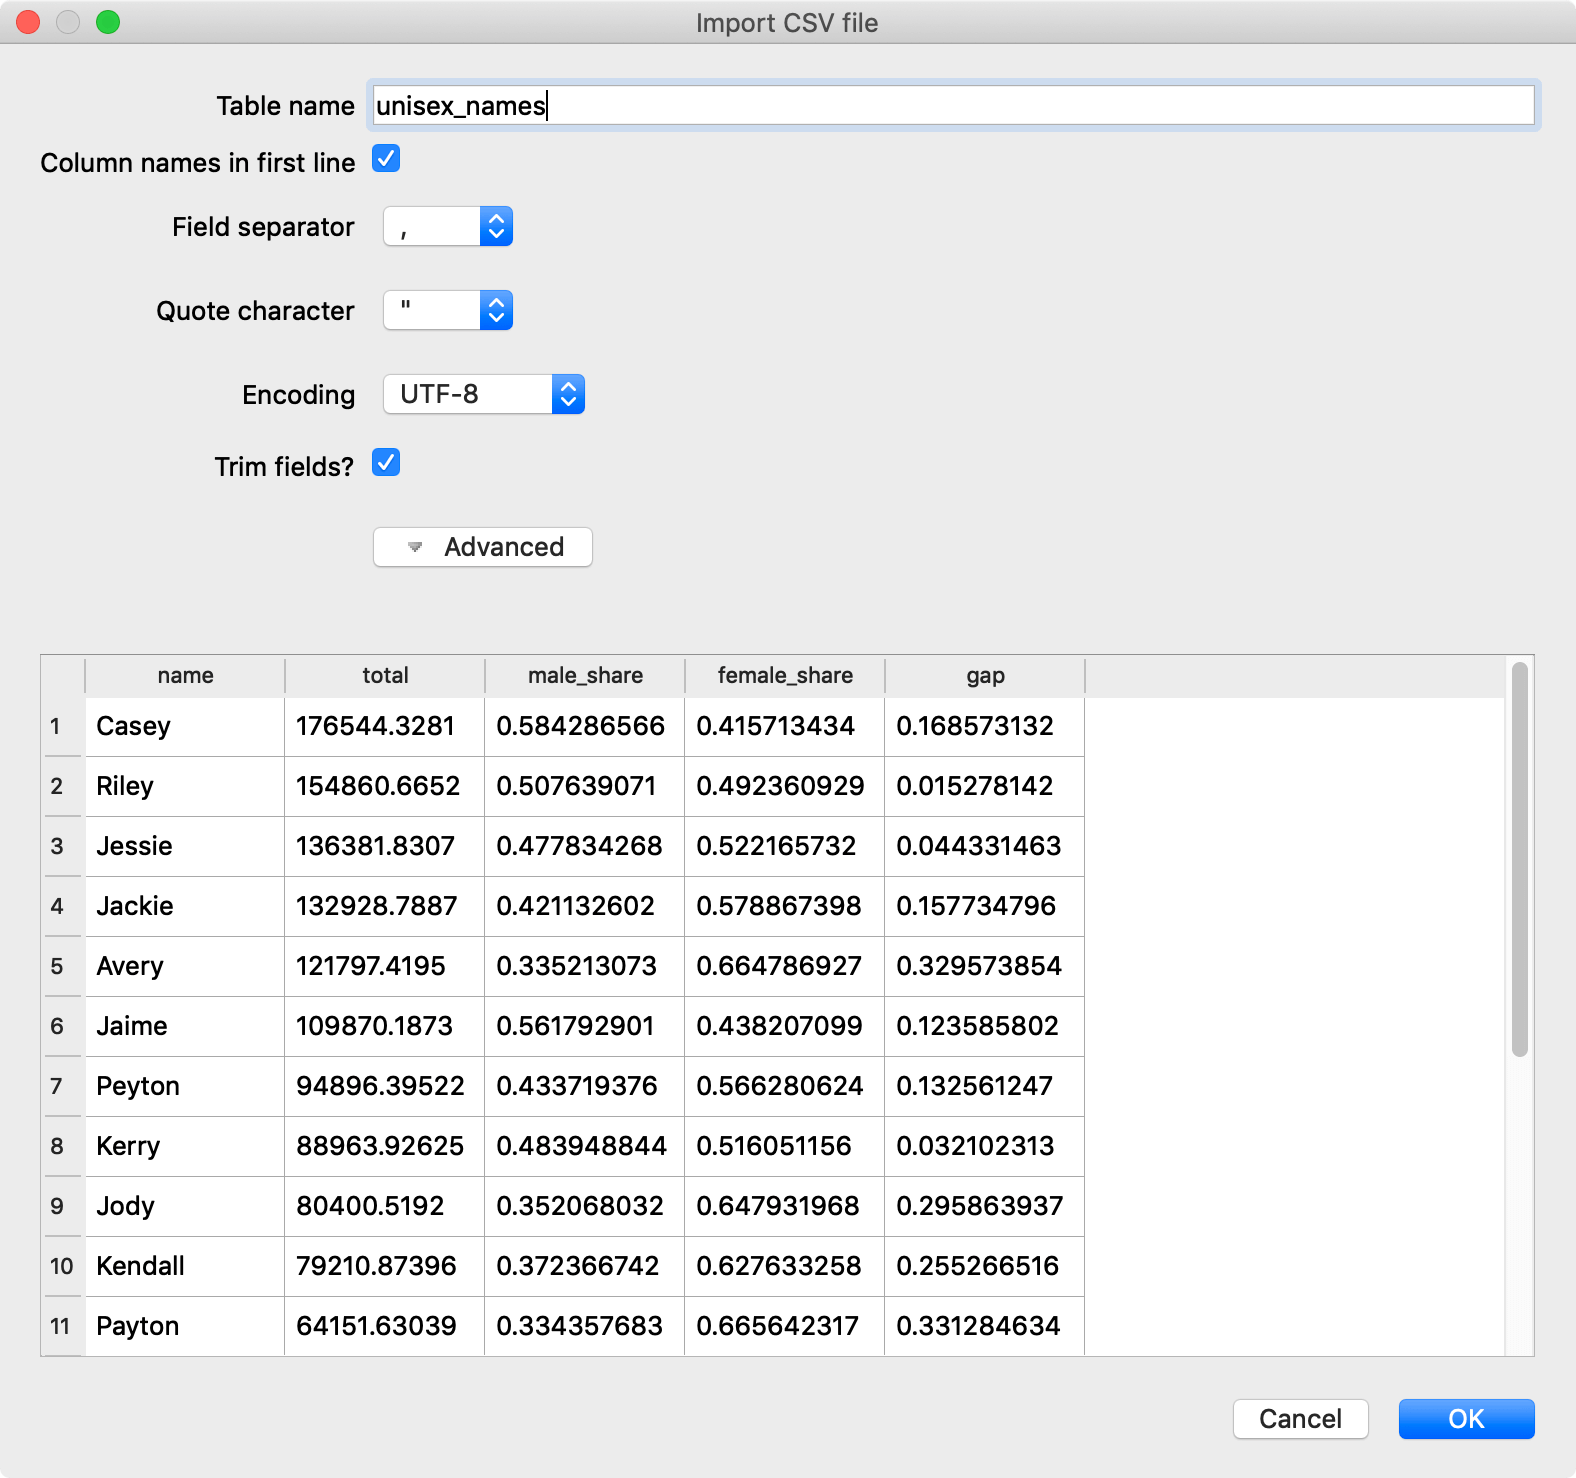 Import CSV file
Table name unisex_names
Column names in first line
Field separator ,
Quote character "
Encoding UTF-8
Trim fields?
Advanced
name total male_share female_share gap
1 Casey 176544.3281 0.584286566 0.415713434 0.168573132
2 Riley 154860.6652 0.507639071 0.492360929 0.015278142
3 Jessie 136381.8307 0.477834268 0.522165732 0.044331463
4 Jackie 132928.7887 0.421132602 0.578867398 0.157734796
5 Avery 121797.4195 0.335213073 0.664786927 0.329573854
6 Jaime 109870.1873 0.561792901 0.438207099 0.123585802
7 Peyton 94896.39522 0.433719376 0.566280624 0.132561247
8 Kerry 88963.92625 0.483948844 0.516051156 0.032102313
9 Jody 80400.5192 0.352068032 0.647931968 0.295863937
10 Kendall 79210.87396 0.372366742 0.627633258 0.255266516
11 Payton 64151.63039 0.334357683 0.665642317 0.331284634
Cancel OK